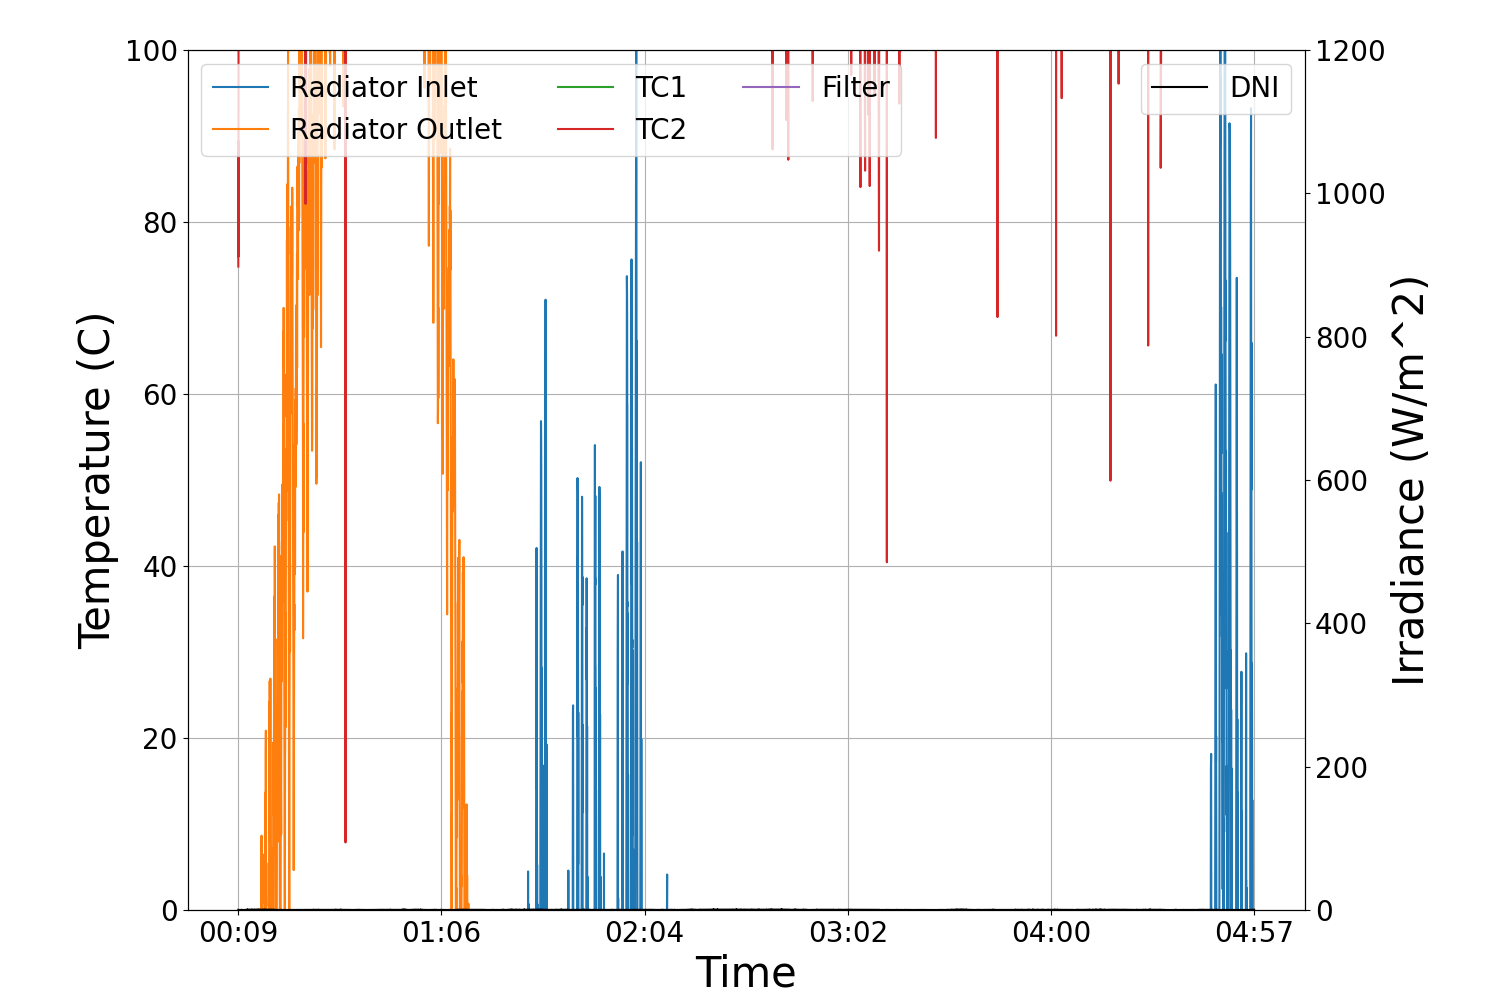 Radiator Inlet
Radiator Outlet
TC1
TC2
Filter
DNI
Temperature (C)
100
80
60
40
20
0
Irradiance (W/m^2)
1200
1000
800
600
400
200
0
00:09 01:06 02:04 03:02 04:00 04:57
Time